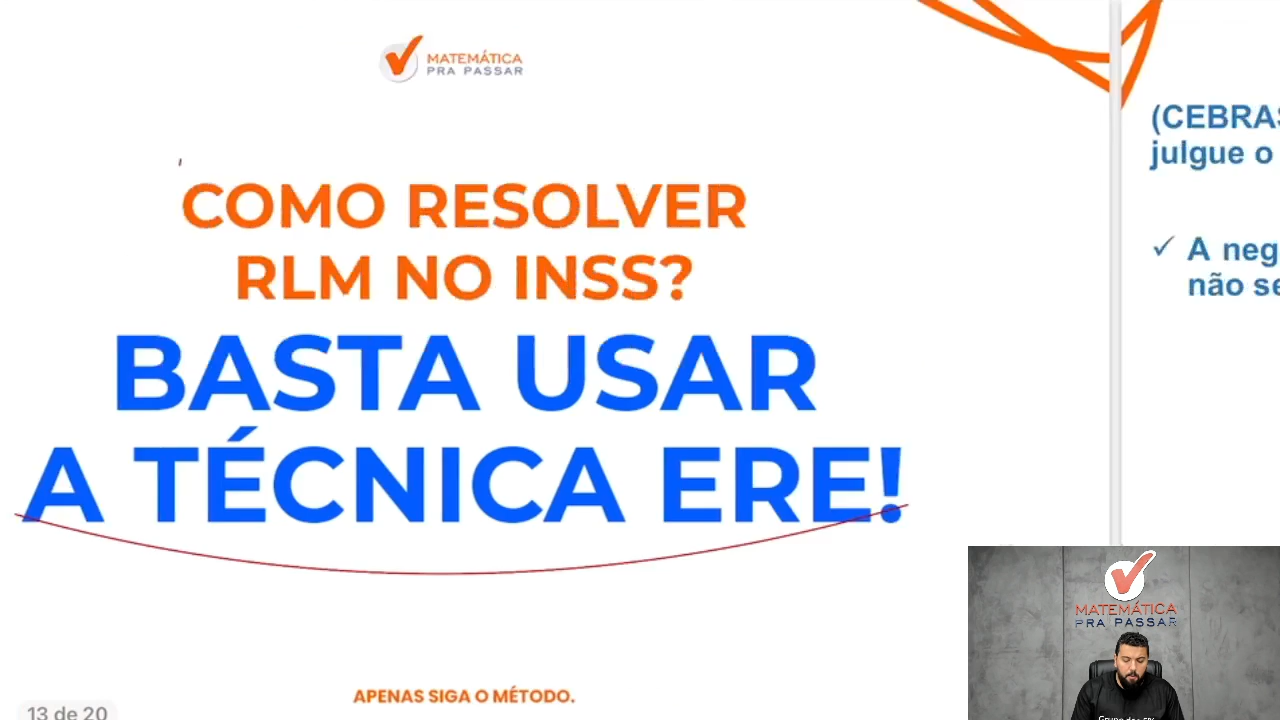 MATEMÁTICA
PRA PASSAR
COMO RESOLVER
RLM NO INSS?
BASTA USAR
A TÉCNICA ERE!
APENAS SIGA O MÉTODO.
13 de 20
(CEBRAS
julgue o
✓ A neg
não se
MATEMÁTICA
PRA PASSAR